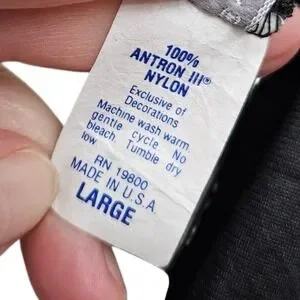 100%
ANTRON III®
NYLON
Exclusive of
Decorations
Machine wash warm,
gentle cycle. No
bleach. Tumble dry
low
RN 19800
MADE IN U.S.A.
LARGE